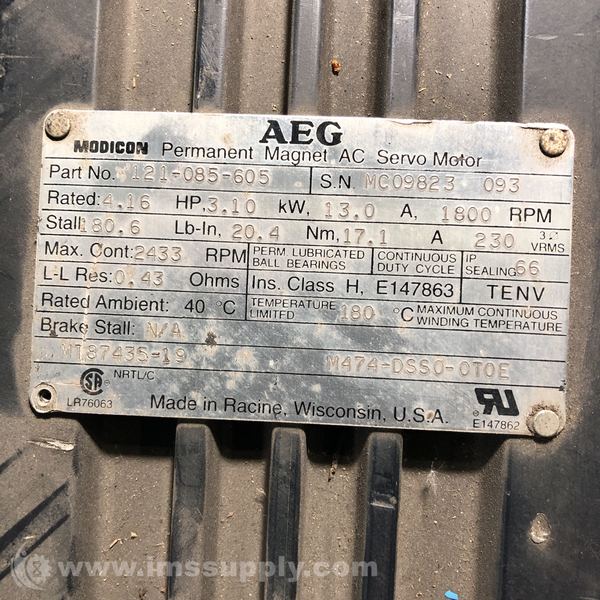 AEG
MODICON Permanent Magnet AC Servo Motor
Part No. 121-085-605 S.N. MC09823 093
Rated: 4.16 HP, 3.10 kW, 13.0 A, 1800 RPM
Stall 180.6 Lb-In, 20.4 Nm, 17.1 A 230 3~ VRMS
Max. Cont: 2433 RPM PERM LUBRICATED BALL BEARINGS CONTINUOUS DUTY CYCLE IP SEALING 66
L-L Res: 0.43 Ohms Ins. Class H, E147863 TENV
Rated Ambient: 40 °C TEMPERATURE LIMITED 180 °C MAXIMUM CONTINUOUS WINDING TEMPERATURE
Brake Stall: N/A
MT87435-19 M474-DSS0-0T0E
SA NRTL/C
LR76063 Made in Racine, Wisconsin, U.S.A. E147862
www.imssupply.com